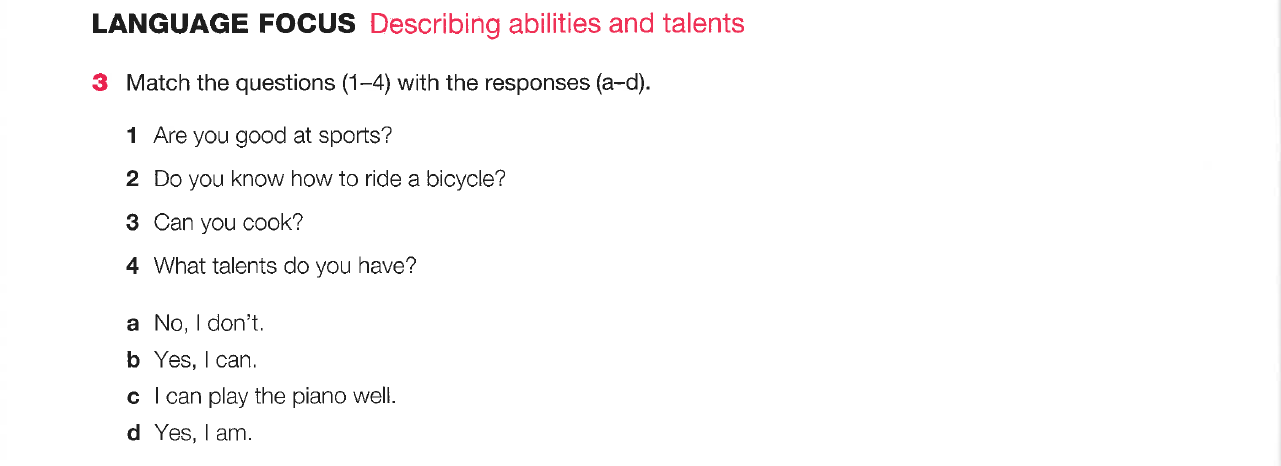 LANGUAGE FOCUS Describing abilities and talents
3 Match the questions (1–4) with the responses (a–d).
1 Are you good at sports?
2 Do you know how to ride a bicycle?
3 Can you cook?
4 What talents do you have?
a No, I don't.
b Yes, I can.
c I can play the piano well.
d Yes, I am.